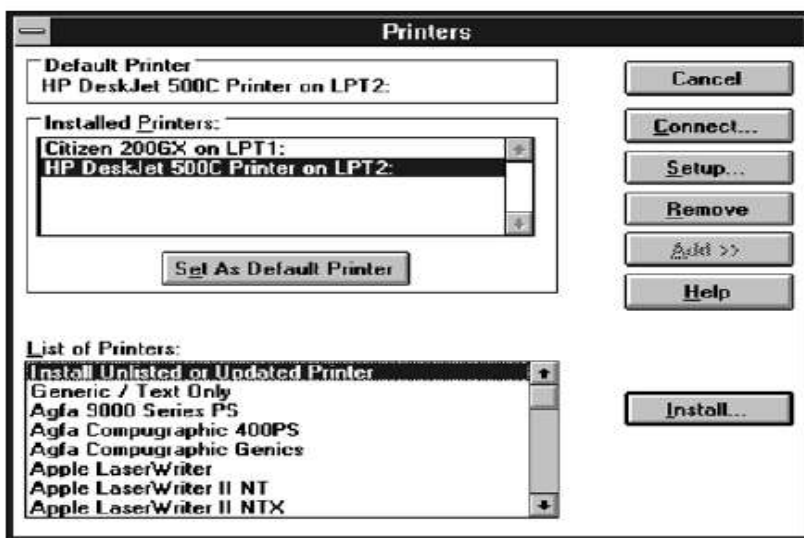 Printers
Default Printer
HP DeskJet 500C Printer on LPT2:
Installed Printers:
Citizen 200GX on LPT1:
HP DeskJet 500C Printer on LPT2:
Set As Default Printer
Cancel
Connect...
Setup...
Remove
Add >>
Help
List of Printers:
Install Unlisted or Updated Printer
Generic / Text Only
Agfa 9000 Series PS
Agfa Compugraphic 400PS
Agfa Compugraphic Genics
Apple LaserWriter
Apple LaserWriter II NT
Apple LaserWriter II NTX
Install...